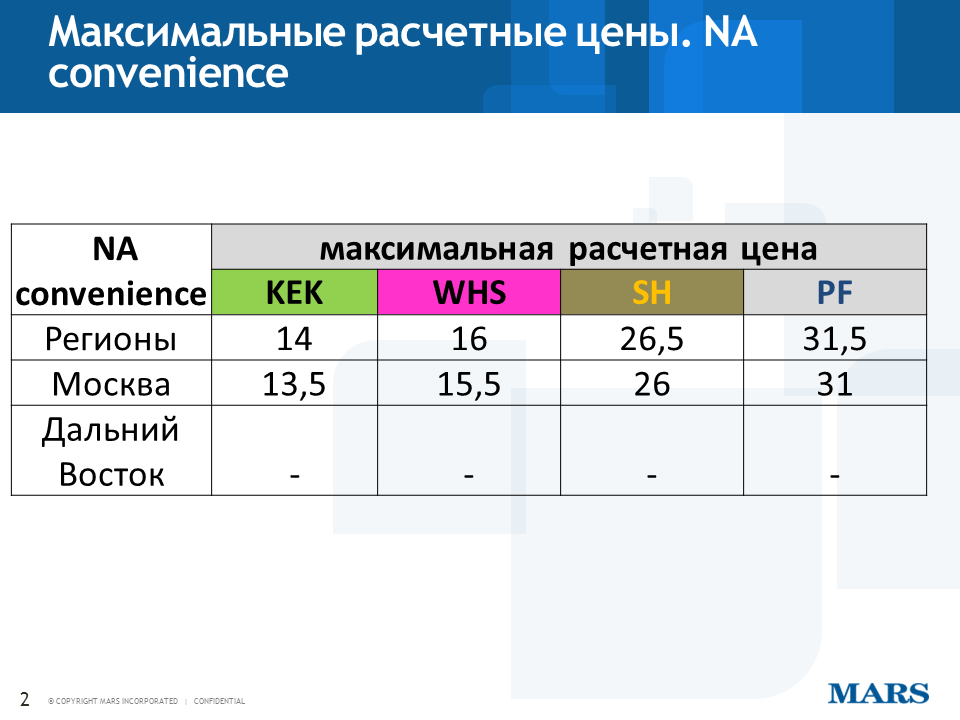 Максимальные расчетные цены. NA
convenience
NA
convenience
максимальная расчетная цена
KEK WHS SH PF
Регионы 14 16 26,5 31,5
Москва 13,5 15,5 26 31
Дальний
Восток - - - -
2 © COPYRIGHT MARS INCORPORATED | CONFIDENTIAL
MARS